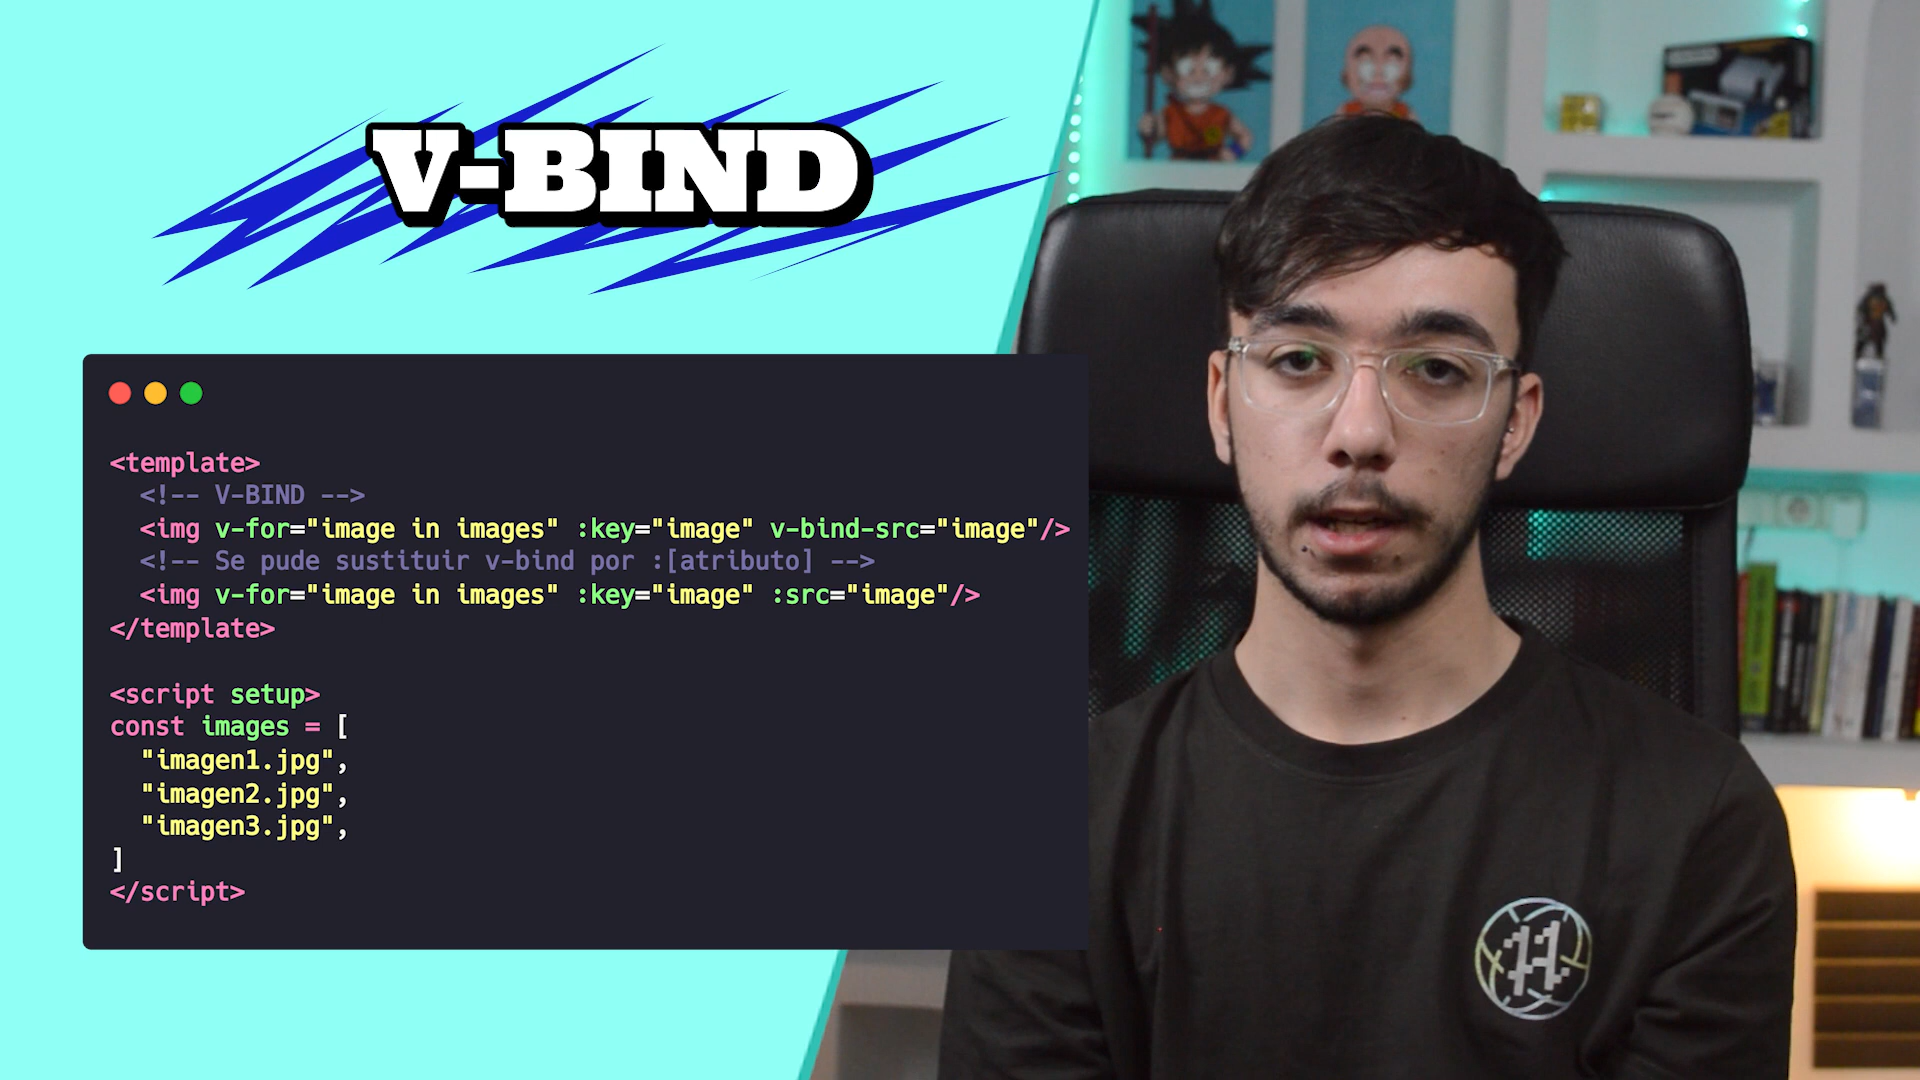 V-BIND
<template>
<!-- V-BIND -->
<img v-for="image in images" :key="image" v-bind-src="image"/>
<!-- Se pude sustituir v-bind por :[atributo] -->
<img v-for="image in images" :key="image" :src="image"/>
</template>
<script setup>
const images = [
"imagen1.jpg",
"imagen2.jpg",
"imagen3.jpg",
]
</script>